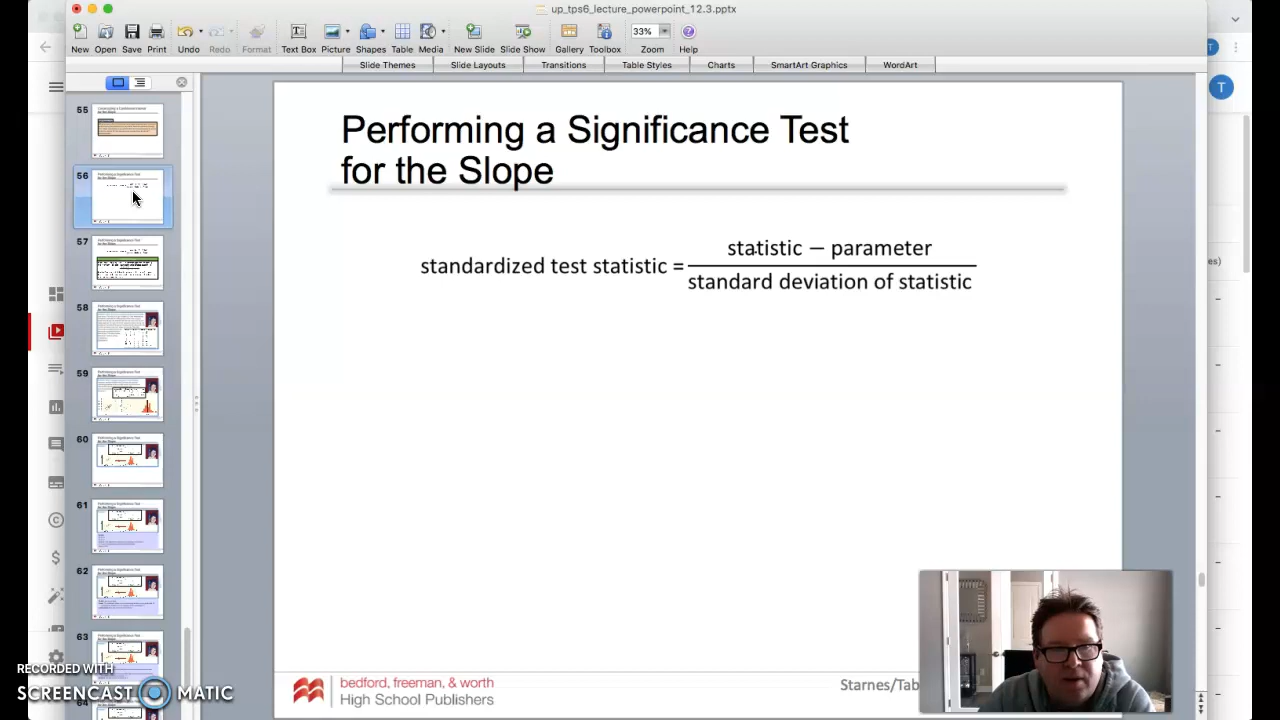 up_tps6_lecture_powerpoint_12.3.pptx
New Open Save Print Undo Redo Format Text Box Picture Shapes Table Media New Slide Slide Show Gallery Toolbox 33% Zoom Help
Slide Themes Slide Layouts Transitions Table Styles Charts SmartArt Graphics WordArt
T
T
55
56
57
58
59
60
61
62
63
64
Performing a Significance Test
for the Slope
statistic − parameter
standardized test statistic =
standard deviation of statistic
bedford, freeman, & worth
High School Publishers
Starnes/Tab
RECORDED WITH
SCREENCAST MATIC